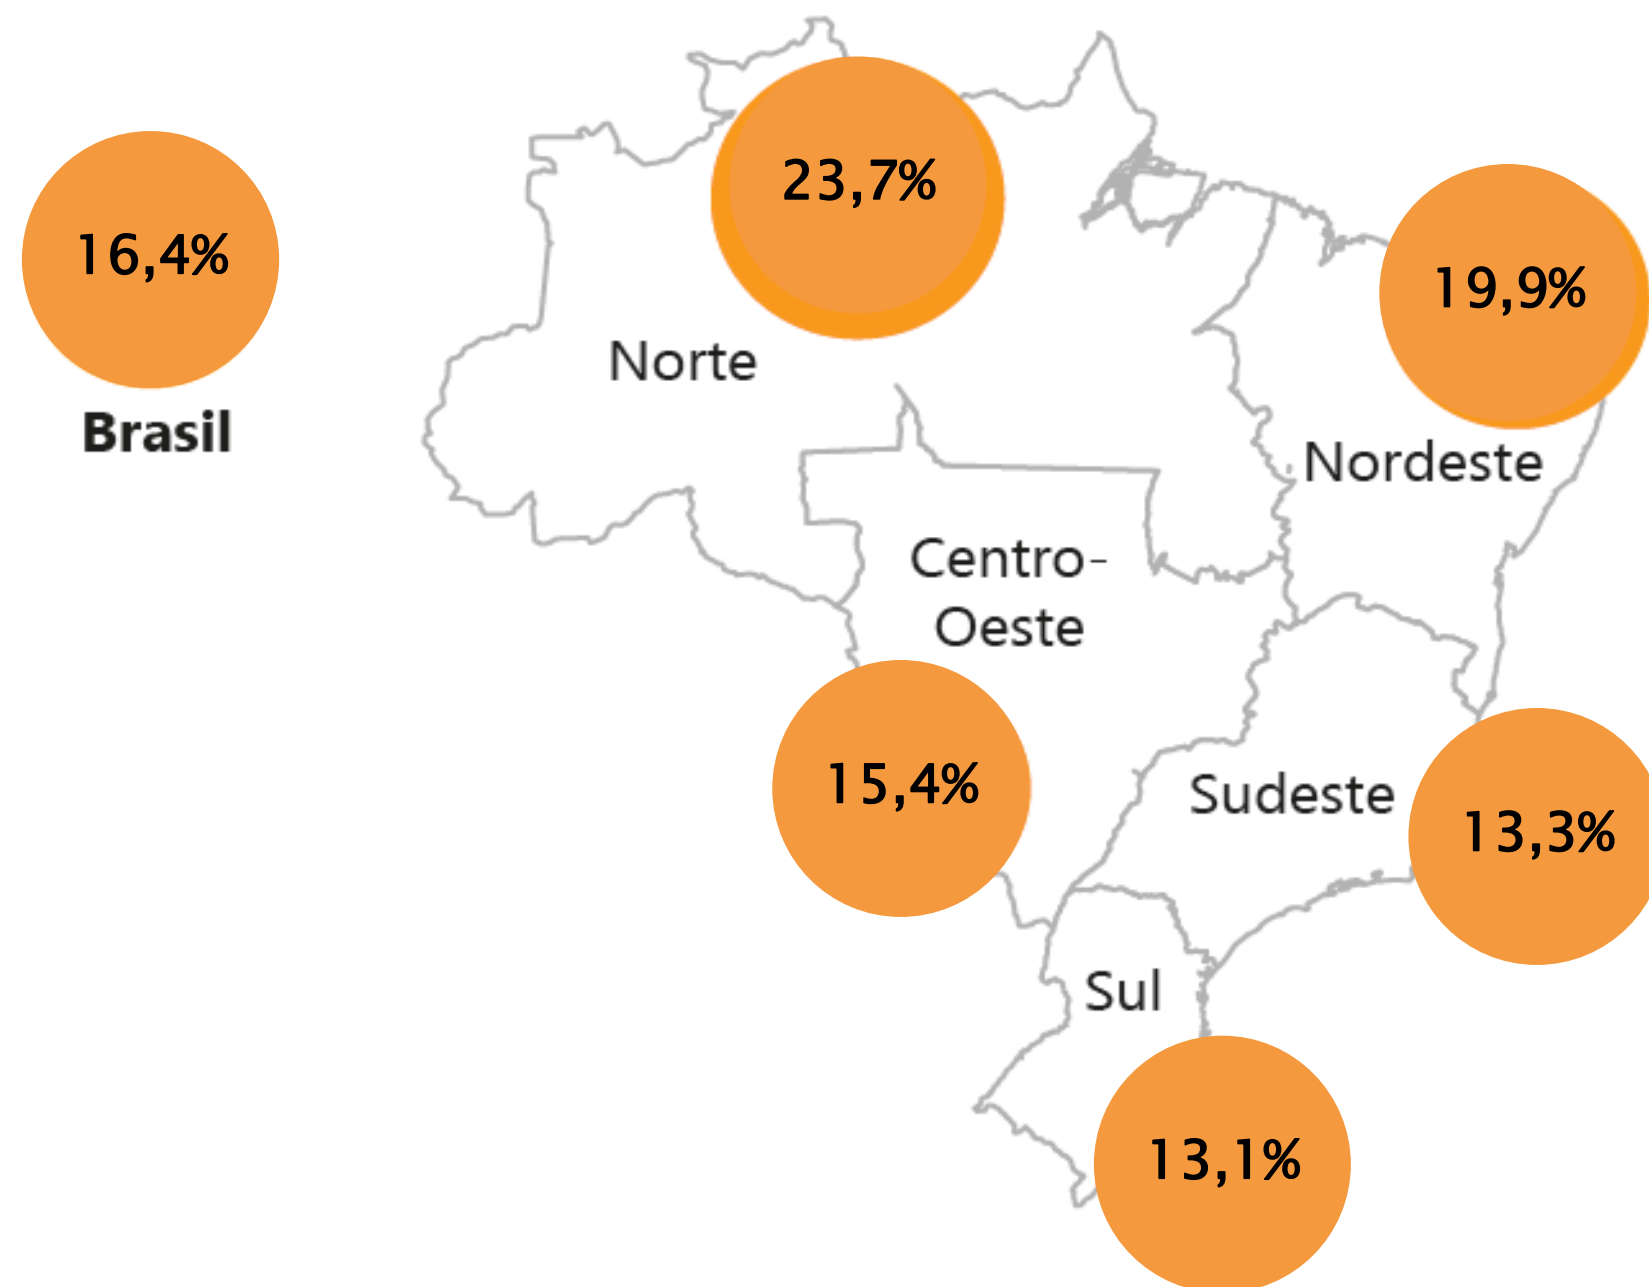 23,7%
16,4%
19,9%
Norte
Brasil
Nordeste
Centro-
Oeste
15,4%
Sudeste
13,3%
Sul
13,1%